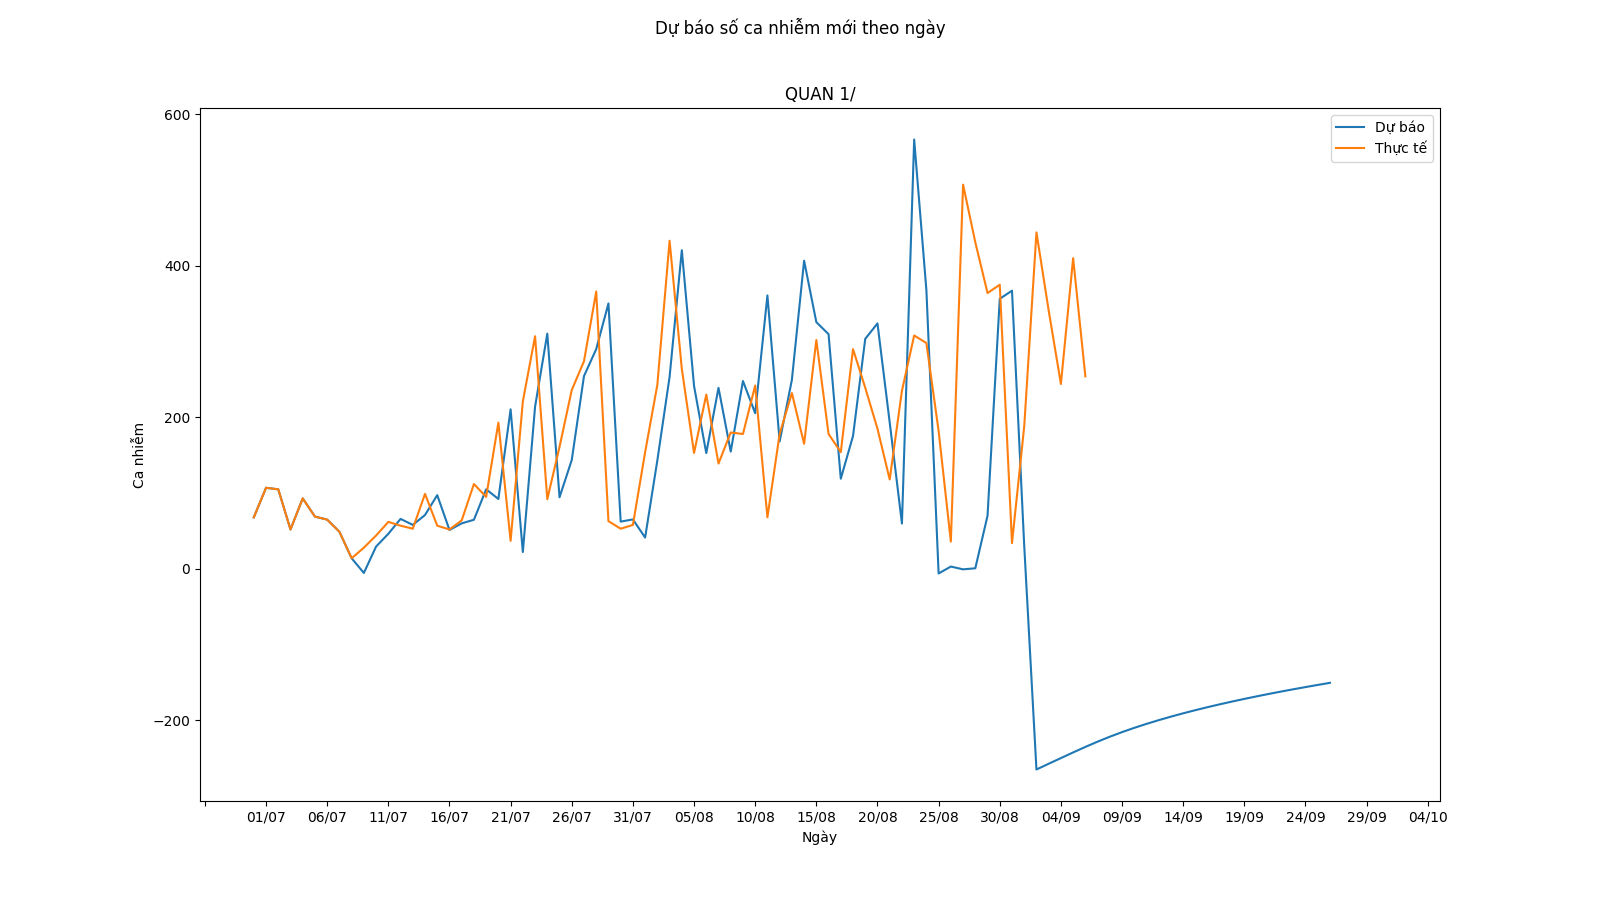 Dự báo số ca nhiễm mới theo ngày
QUAN 1/
Dự báo
Thực tế
600
400
200
0
−200
Ca nhiễm
01/07 06/07 11/07 16/07 21/07 26/07 31/07 05/08 10/08 15/08 20/08 25/08 30/08 04/09 09/09 14/09 19/09 24/09 29/09 04/10
Ngày